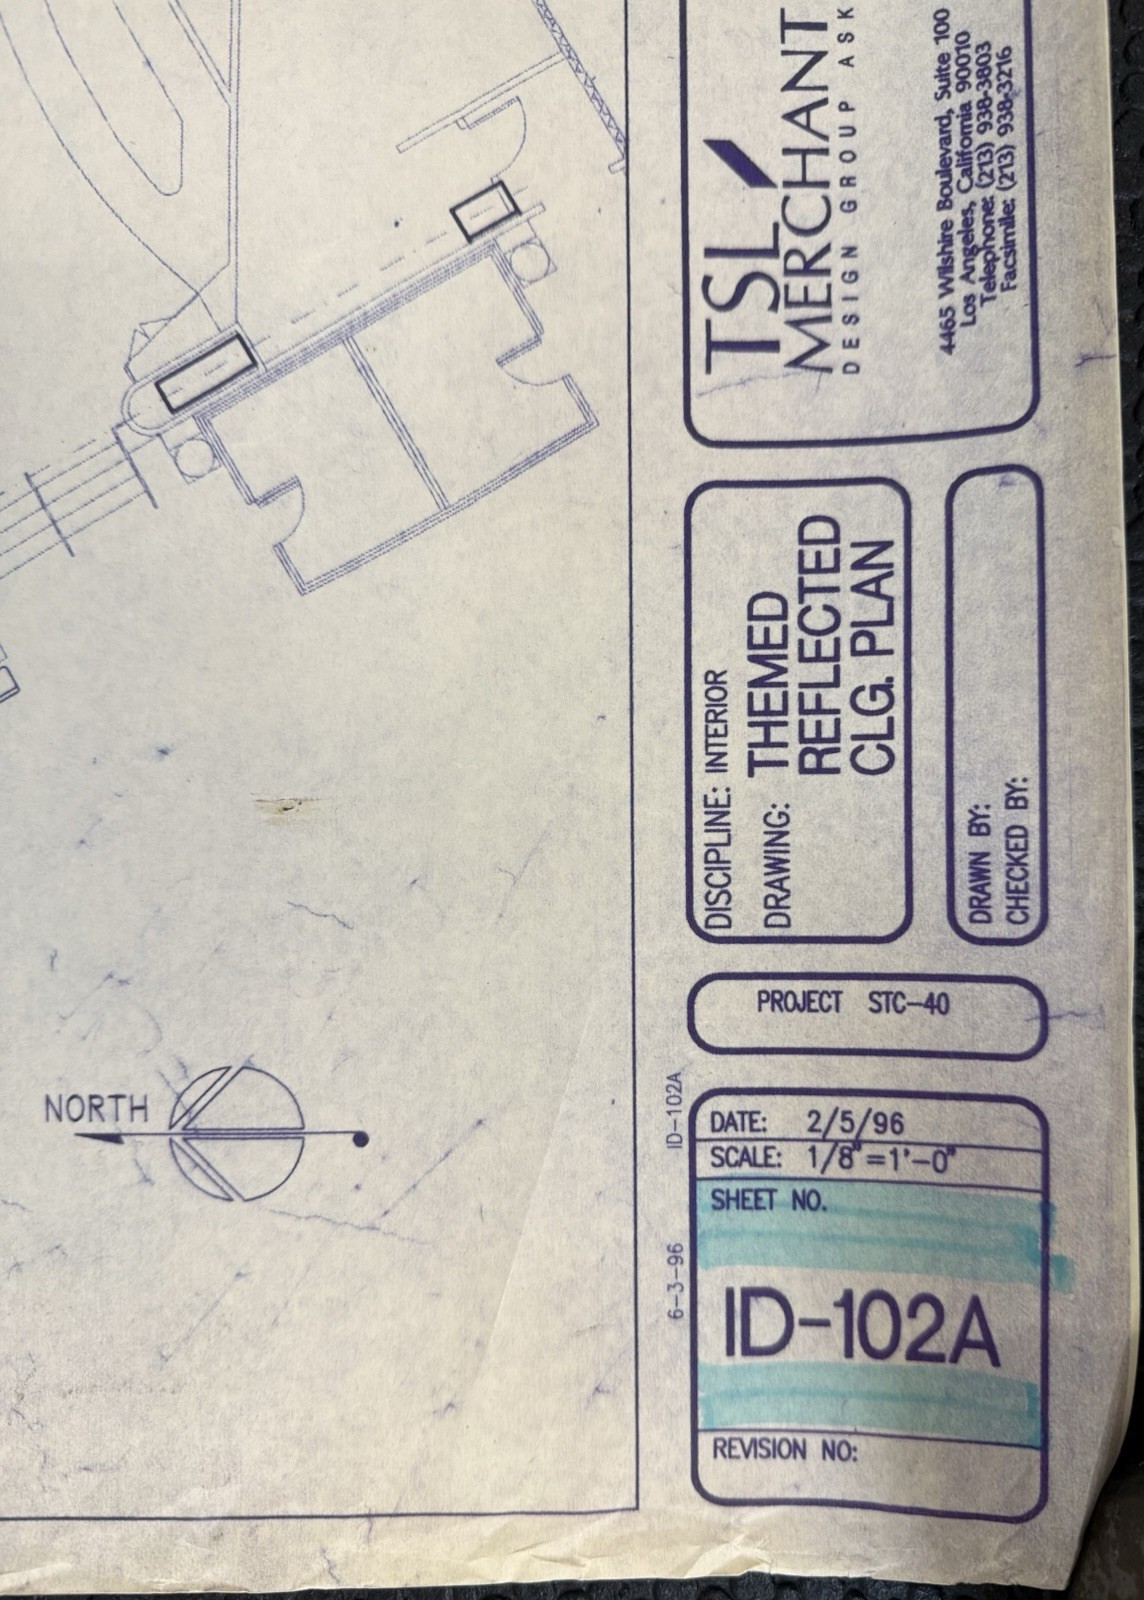 TSL
MERCHANT
DESIGN GROUP ASK
4465 Wilshire Boulevard, Suite 100
Los Angeles, California 90010
Telephone: (213) 938-3803
Facsimile: (213) 938-3216
DISCIPLINE: INTERIOR
DRAWING: THEMED
REFLECTED
CLG. PLAN
DRAWN BY:
CHECKED BY:
PROJECT STC-40
NORTH
ID-102A
6-3-96
DATE: 2/5/96
SCALE: 1/8"=1'-0"
SHEET NO.
ID-102A
REVISION NO: